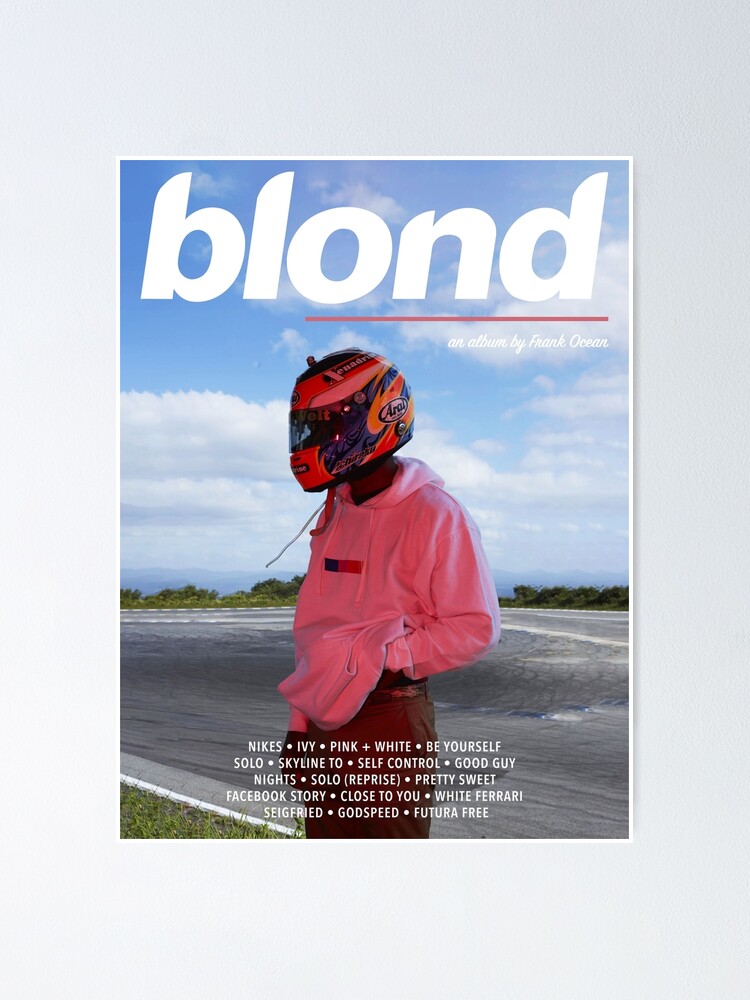 blond
an album by Frank Ocean
Arai
NIKES • IVY • PINK + WHITE • BE YOURSELF
SOLO • SKYLINE TO • SELF CONTROL • GOOD GUY
NIGHTS • SOLO (REPRISE) • PRETTY SWEET
FACEBOOK STORY • CLOSE TO YOU • WHITE FERRARI
SEIGFRIED • GODSPEED • FUTURA FREE